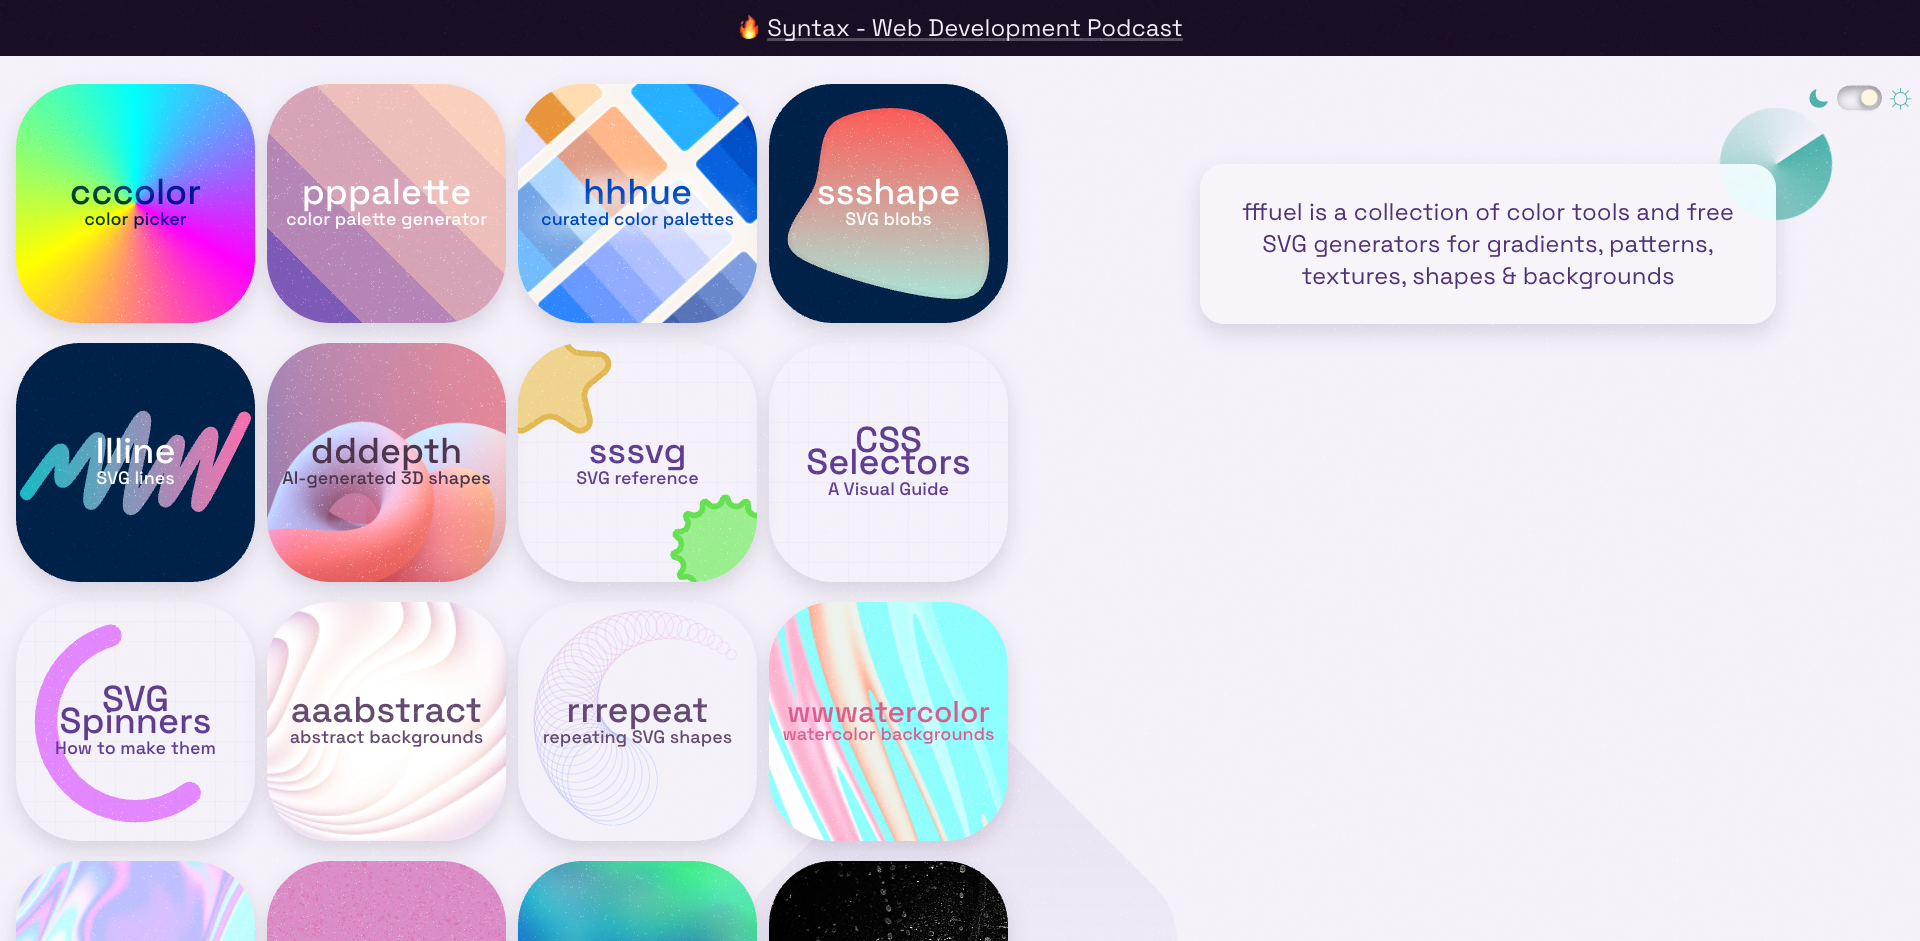 🔥 Syntax - Web Development Podcast
cccolor
color picker
pppalette
color palette generator
hhhue
curated color palettes
ssshape
SVG blobs
fffuel is a collection of color tools and free
SVG generators for gradients, patterns,
textures, shapes & backgrounds
llline
SVG lines
dddepth
AI-generated 3D shapes
sssvg
SVG reference
CSS
Selectors
A Visual Guide
SVG
Spinners
How to make them
aaabstract
abstract backgrounds
rrrepeat
repeating SVG shapes
wwwatercolor
watercolor backgrounds